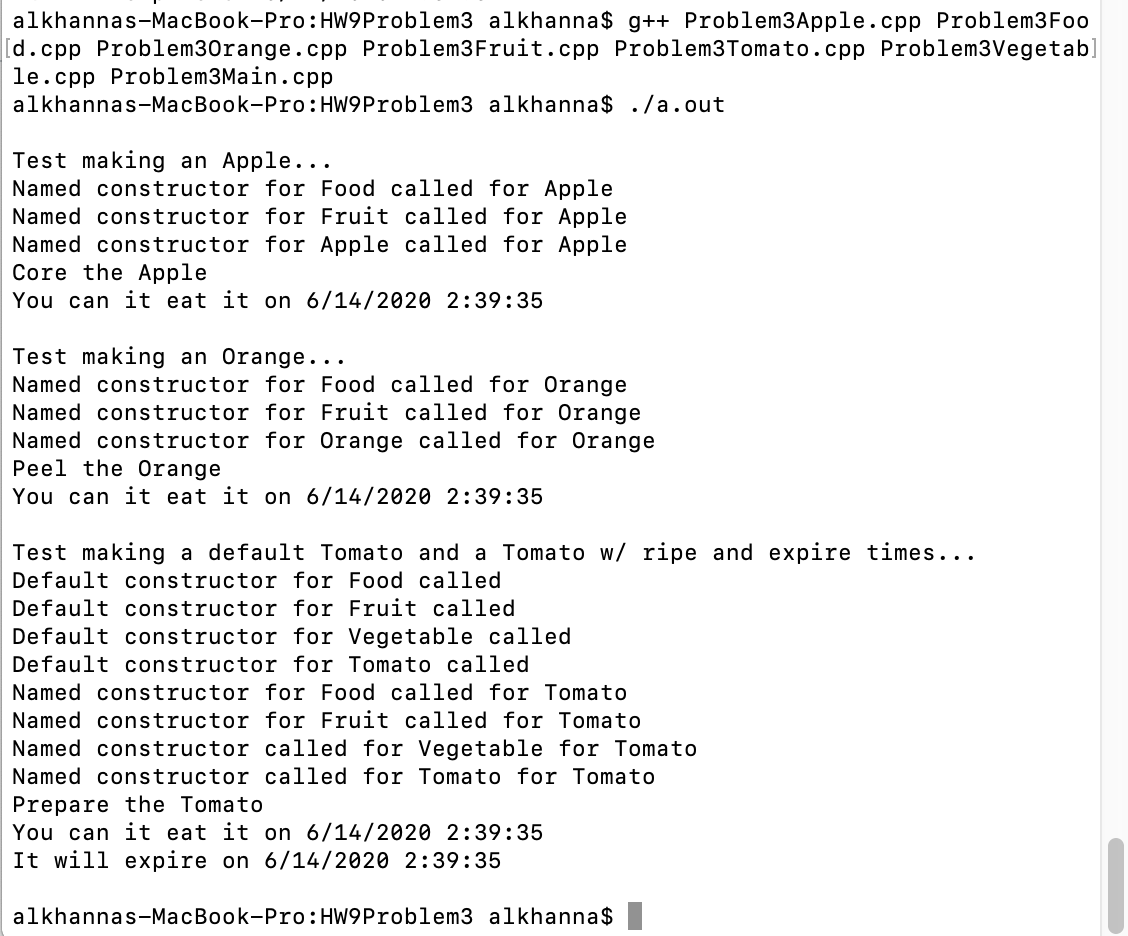 alkhannas-MacBook-Pro:HW9Problem3 alkhanna$ g++ Problem3Apple.cpp Problem3Foo
[d.cpp Problem3Orange.cpp Problem3Fruit.cpp Problem3Tomato.cpp Problem3Vegetab]
le.cpp Problem3Main.cpp
alkhannas-MacBook-Pro:HW9Problem3 alkhanna$ ./a.out
Test making an Apple...
Named constructor for Food called for Apple
Named constructor for Fruit called for Apple
Named constructor for Apple called for Apple
Core the Apple
You can it eat it on 6/14/2020 2:39:35
Test making an Orange...
Named constructor for Food called for Orange
Named constructor for Fruit called for Orange
Named constructor for Orange called for Orange
Peel the Orange
You can it eat it on 6/14/2020 2:39:35
Test making a default Tomato and a Tomato w/ ripe and expire times...
Default constructor for Food called
Default constructor for Fruit called
Default constructor for Vegetable called
Default constructor for Tomato called
Named constructor for Food called for Tomato
Named constructor for Fruit called for Tomato
Named constructor called for Vegetable for Tomato
Named constructor called for Tomato for Tomato
Prepare the Tomato
You can it eat it on 6/14/2020 2:39:35
It will expire on 6/14/2020 2:39:35
alkhannas-MacBook-Pro:HW9Problem3 alkhanna$